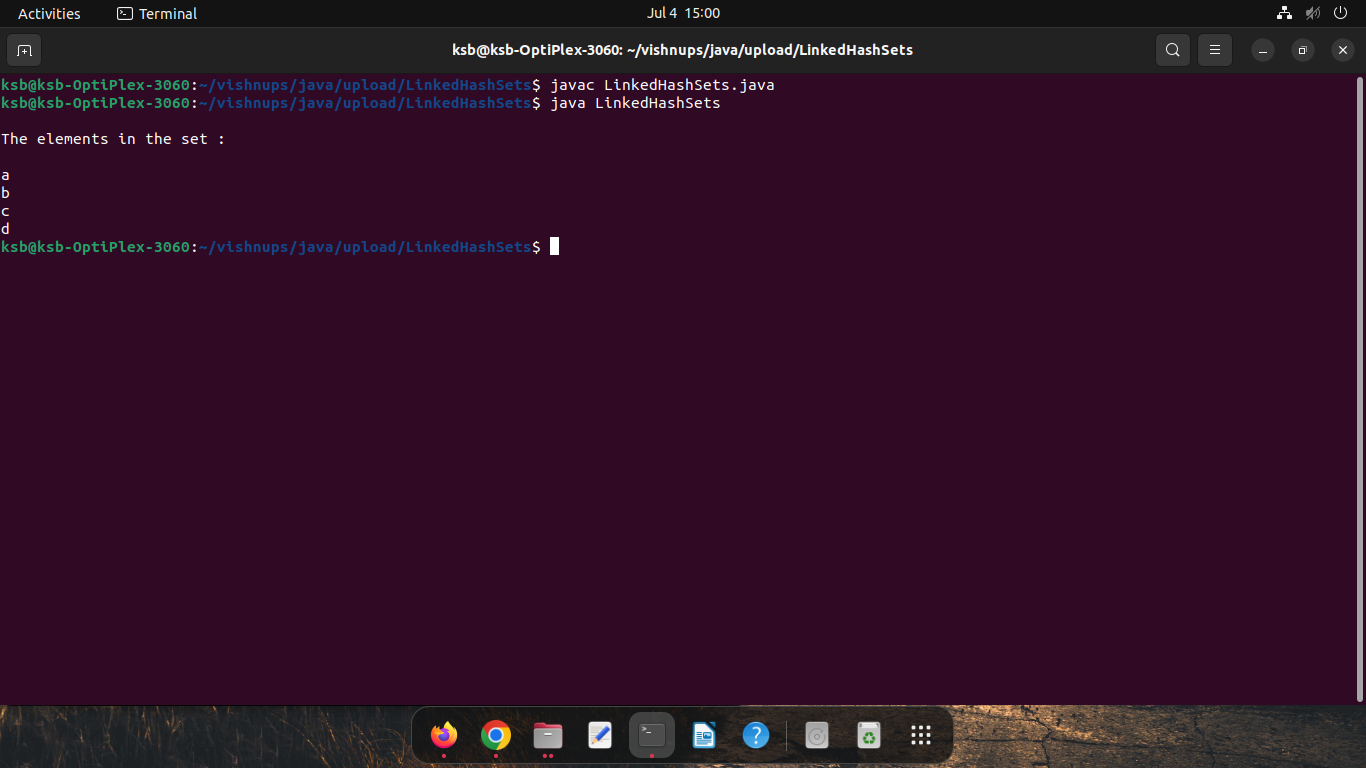 Activities
Terminal
Jul 4 15:00
ksb@ksb-OptiPlex-3060: ~/vishnups/java/upload/LinkedHashSets
ksb@ksb-OptiPlex-3060:~/vishnups/java/upload/LinkedHashSets$ javac LinkedHashSets.java
ksb@ksb-OptiPlex-3060:~/vishnups/java/upload/LinkedHashSets$ java LinkedHashSets
The elements in the set :
a
b
c
d
ksb@ksb-OptiPlex-3060:~/vishnups/java/upload/LinkedHashSets$